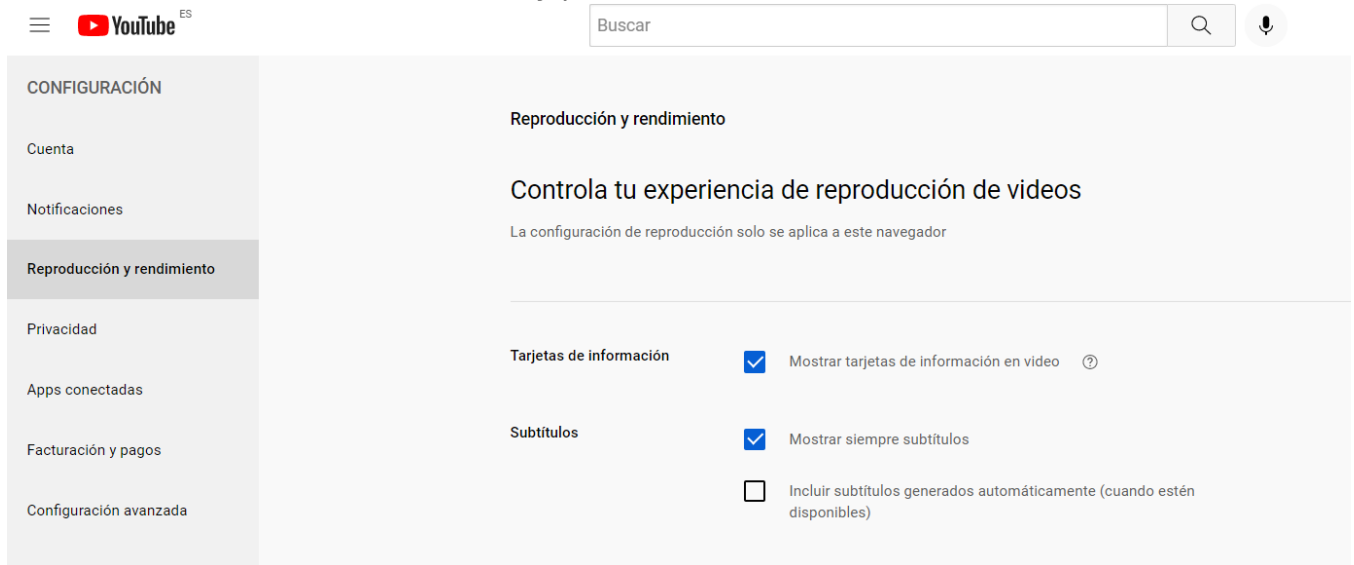 YouTube ES
Buscar
CONFIGURACIÓN
Cuenta
Notificaciones
Reproducción y rendimiento
Privacidad
Apps conectadas
Facturación y pagos
Configuración avanzada
Reproducción y rendimiento
Controla tu experiencia de reproducción de videos
La configuración de reproducción solo se aplica a este navegador
Tarjetas de información
Mostrar tarjetas de información en video
Subtítulos
Mostrar siempre subtítulos
Incluir subtítulos generados automáticamente (cuando estén
disponibles)